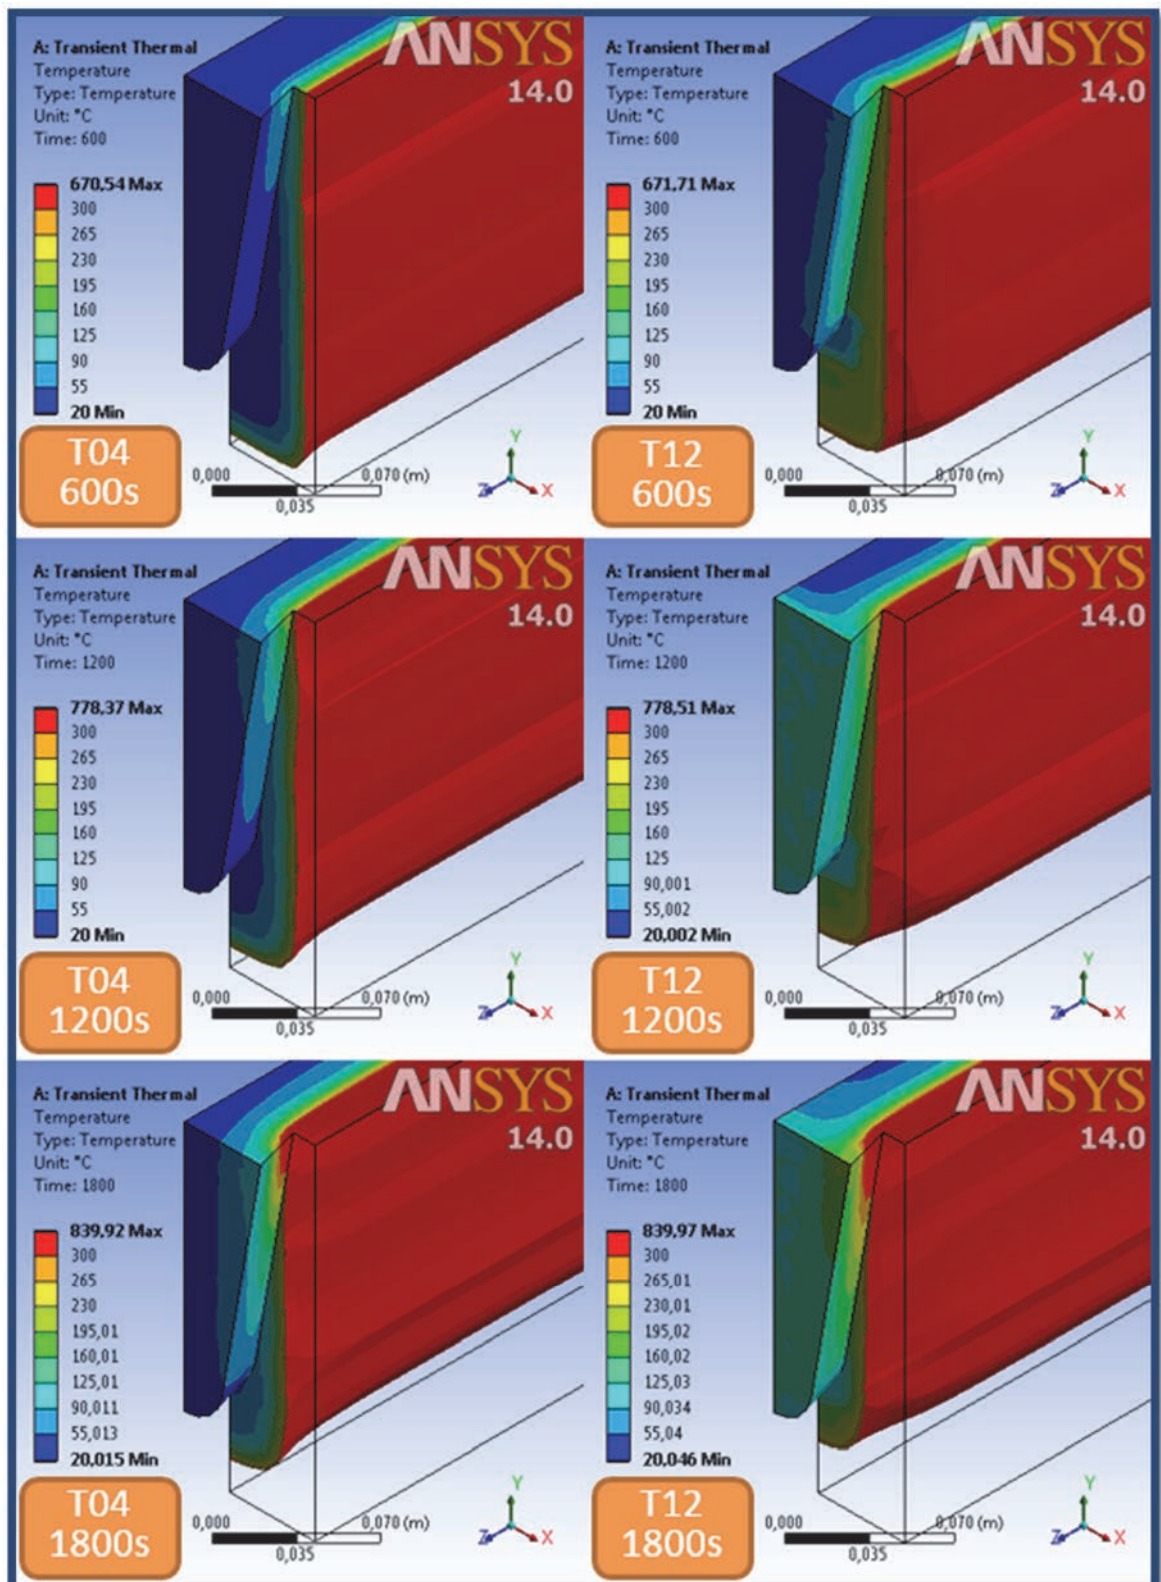 A: Transient Thermal
Temperature
Type: Temperature
Unit: °C
Time: 600
ANSYS
14.0
670,54 Max
300
265
230
195
160
125
90
55
20 Min
T04
600s
0,000
0,070 (m)
0,035
Y
Z
X
A: Transient Thermal
Temperature
Type: Temperature
Unit: °C
Time: 600
ANSYS
14.0
671,71 Max
300
265
230
195
160
125
90
55
20 Min
T12
600s
0,000
0,070 (m)
0,035
Y
Z
X
A: Transient Thermal
Temperature
Type: Temperature
Unit: °C
Time: 1200
ANSYS
14.0
778,37 Max
300
265
230
195
160
125
90
55
20 Min
T04
1200s
0,000
0,070 (m)
0,035
Y
Z
X
A: Transient Thermal
Temperature
Type: Temperature
Unit: °C
Time: 1200
ANSYS
14.0
778,51 Max
300
265
230
195
160
125
90,001
55,002
20,002 Min
T12
1200s
0,000
0,070 (m)
0,035
Y
Z
X
A: Transient Thermal
Temperature
Type: Temperature
Unit: °C
Time: 1800
ANSYS
14.0
839,92 Max
300
265
230
195,01
160,01
125,01
90,011
55,013
20,015 Min
T04
1800s
0,000
0,070 (m)
0,035
Y
Z
X
A: Transient Thermal
Temperature
Type: Temperature
Unit: °C
Time: 1800
ANSYS
14.0
839,97 Max
300
265,01
230,01
195,02
160,02
125,03
90,034
55,04
20,046 Min
T12
1800s
0,000
0,070 (m)
0,035
Y
Z
X